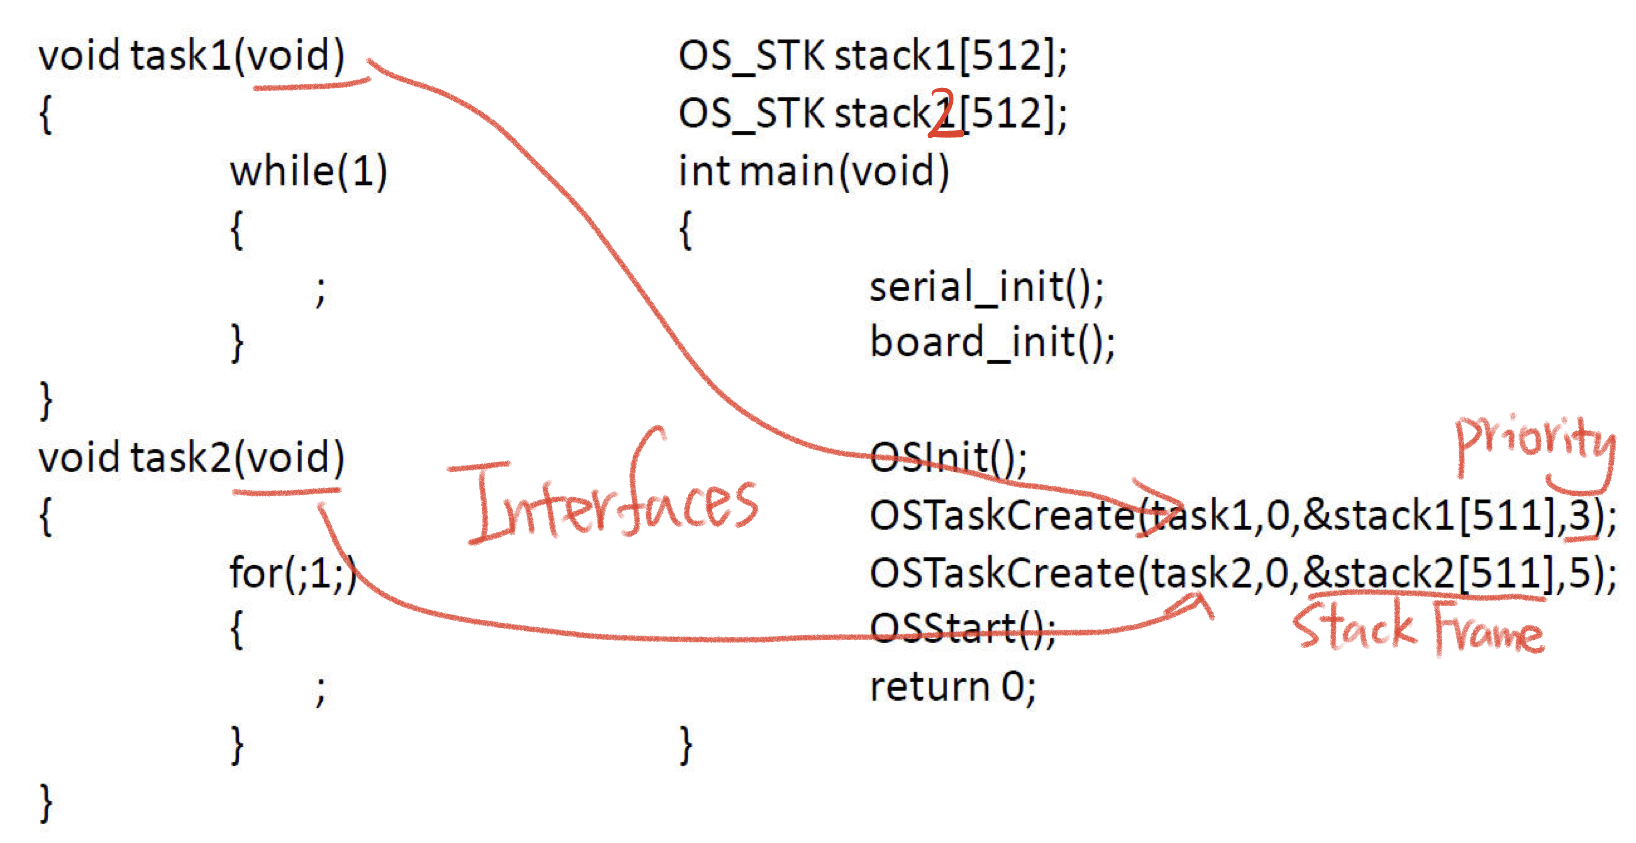 void task1(void)
{
while(1)
{
;
}
}
void task2(void)
{
for(;1;)
{
;
}
}
Interfaces
OS_STK stack1[512];
OS_STK stack2[512];
int main(void)
{
serial_init();
board_init();
OSInit();
priority
OSTaskCreate(task1,0,&stack1[511],3);
OSTaskCreate(task2,0,&stack2[511],5);
Stack Frame
OSStart();
return 0;
}